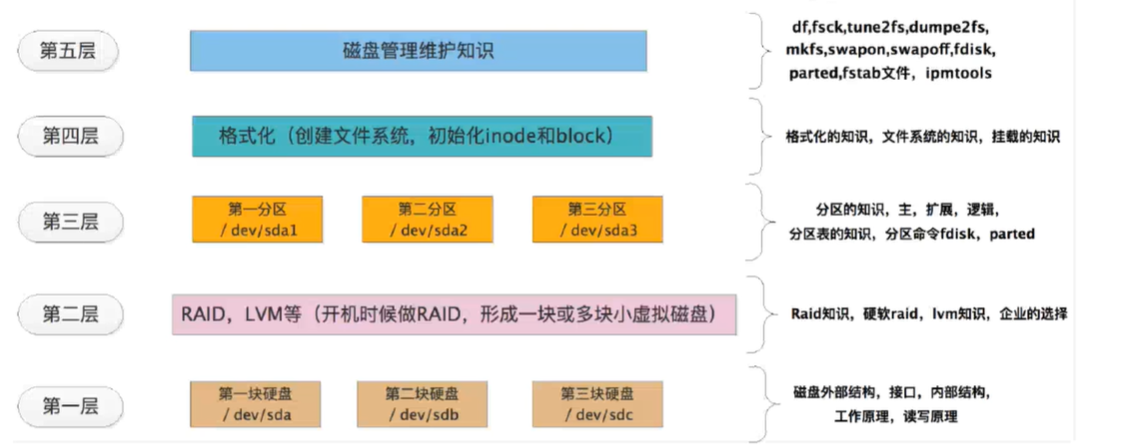 第五层
磁盘管理维护知识
df,fsck,tune2fs,dumpe2fs,
mkfs,swapon,swapoff,fdisk,
parted,fstab文件，ipmtools
第四层
格式化（创建文件系统，初始化inode和block）
格式化的知识，文件系统的知识，挂载的知识
第三层
第一分区
/ dev/sda1
第二分区
/ dev/sda2
第三分区
/ dev/sda3
分区的知识，主，扩展，逻辑，
分区表的知识，分区命令fdisk，parted
第二层
RAID，LVM等（开机时候做RAID，形成一块或多块小虚拟磁盘）
Raid知识，硬软raid，lvm知识，企业的选择
第一层
第一块硬盘
/ dev/sda
第二块硬盘
/ dev/sdb
第三块硬盘
/ dev/sdc
磁盘外部结构，接口，内部结构，
工作原理，读写原理